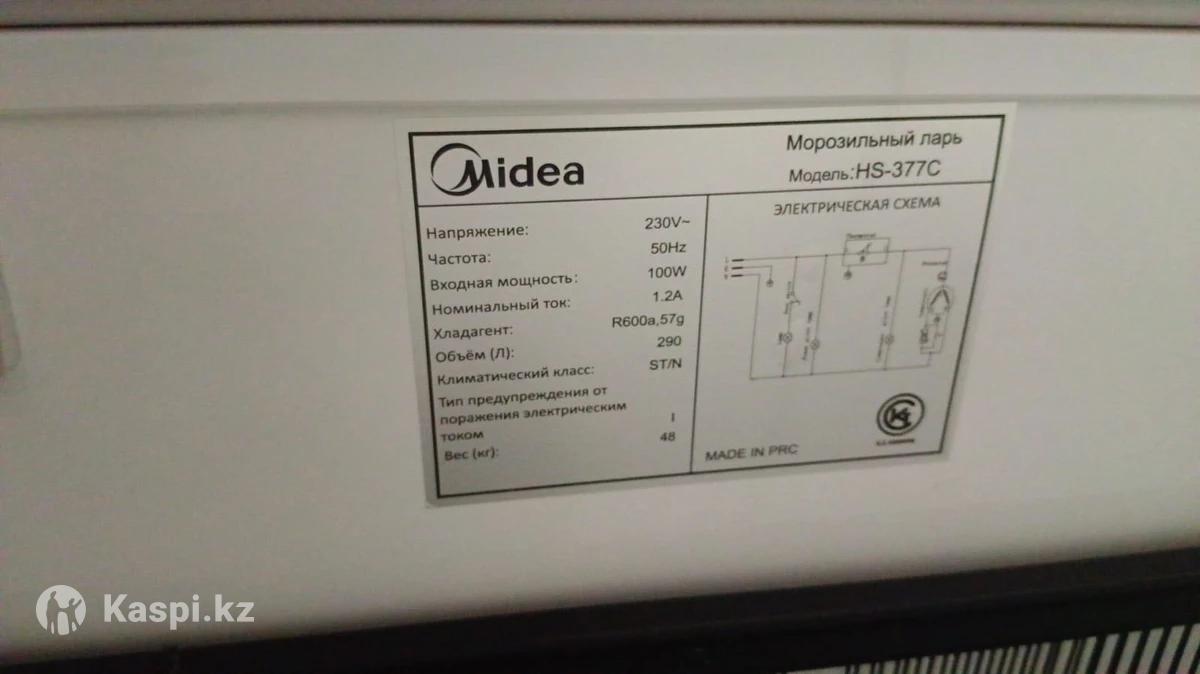 Midea
Морозильный ларь
Модель:HS-377C
Напряжение: 230V~
Частота: 50Hz
Входная мощность: 100W
Номинальный ток: 1.2A
Хладагент: R600a,57g
Объём (Л): 290
Климатический класс: ST/N
Тип предупреждения от
поражения электрическим
током I
Вес (кг): 48
ЭЛЕКТРИЧЕСКАЯ СХЕМА
MADE IN PRC
Kaspi.kz